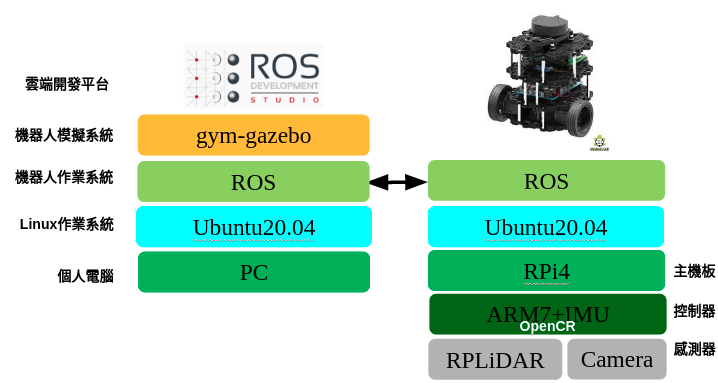 雲端開發平台
ROS
DEVELOPMENT
STUDIO
機器人模擬系統
gym-gazebo
機器人作業系統
ROS
ROS
Linux作業系統
Ubuntu20.04
Ubuntu20.04
個人電腦
PC
RPi4
主機板
ARM7+IMU
OpenCR
控制器
RPLiDAR
Camera
感測器